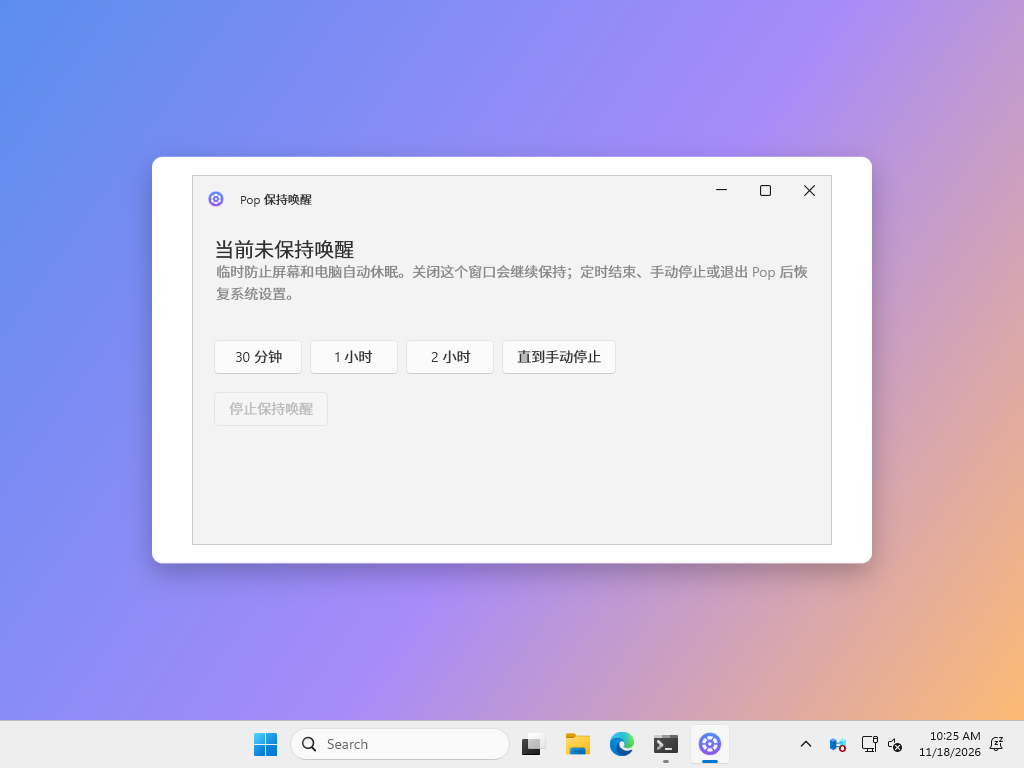 Pop 保持唤醒
当前未保持唤醒
临时防止屏幕和电脑自动休眠。关闭这个窗口会继续保持；定时结束、手动停止或退出 Pop 后恢
复系统设置。
30 分钟
1 小时
2 小时
直到手动停止
停止保持唤醒
Search
10:25 AM
11/18/2026